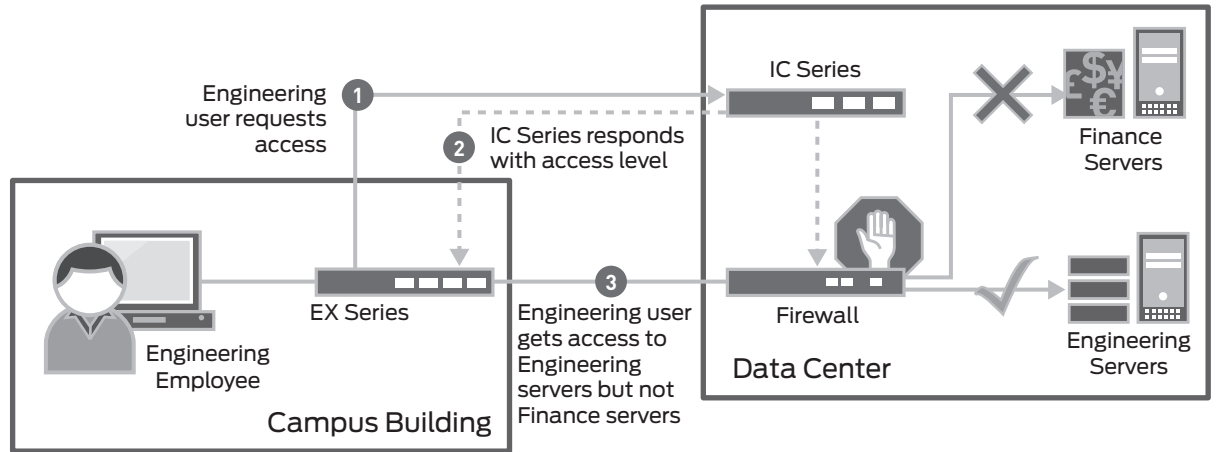 Engineering
user requests
access
1
2
IC Series responds
with access level
IC Series
$
¥
£
€
Finance
Servers
EX Series
Engineering
Employee
Campus Building
3
Engineering user
gets access to
Engineering
servers but not
Finance servers
Firewall
Data Center
Engineering
Servers